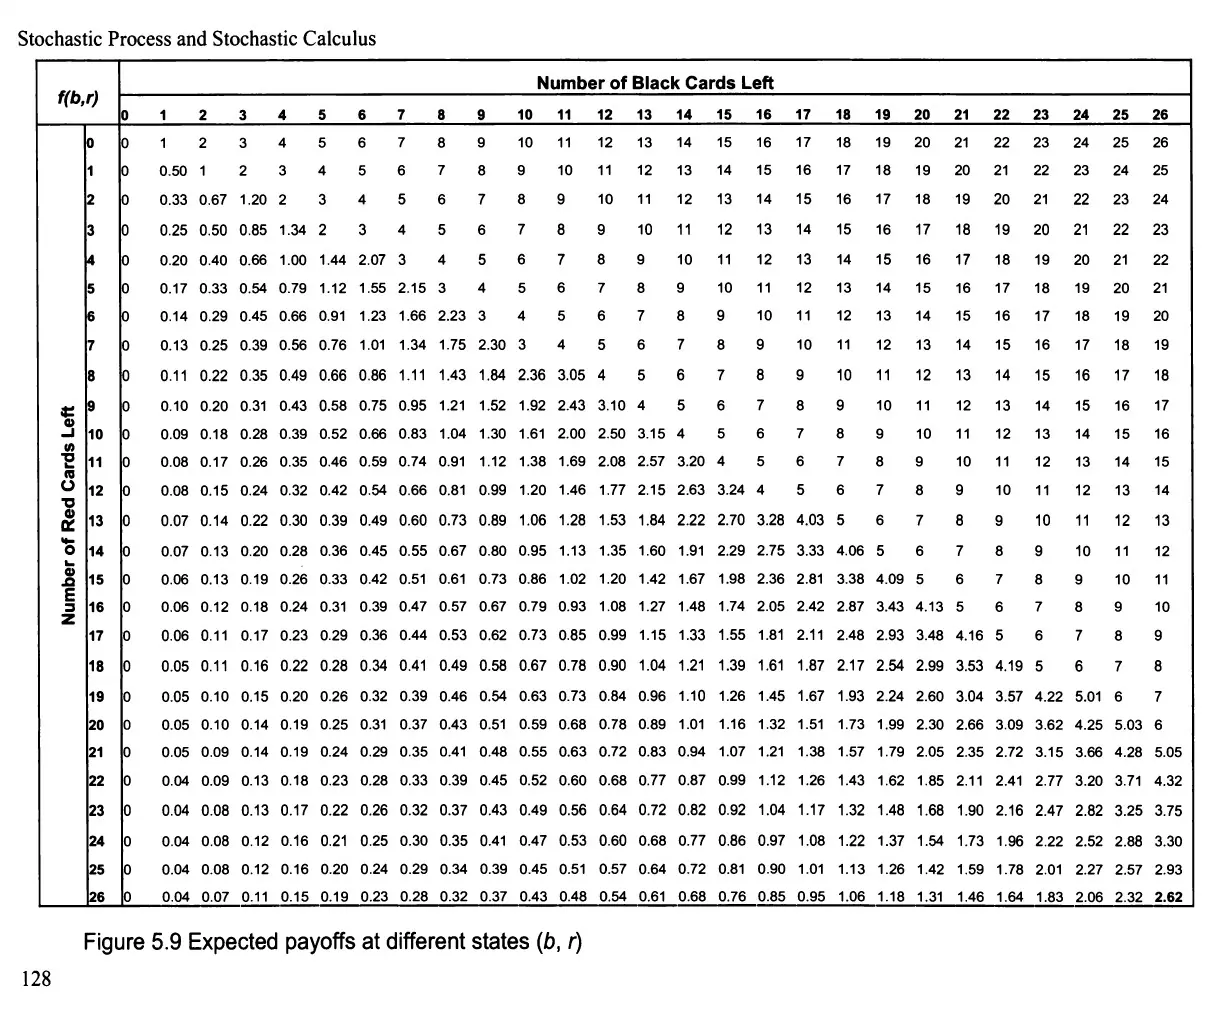 Stochastic Process and Stochastic Calculus
f(b,r)
Number of Black Cards Left
0 1 2 3 4 5 6 7 8 9 10 11 12 13 14 15 16 17 18 19 20 21 22 23 24 25 26
Number of Red Cards Left
0 0 1 2 3 4 5 6 7 8 9 10 11 12 13 14 15 16 17 18 19 20 21 22 23 24 25 26
1 0 0.50 1 2 3 4 5 6 7 8 9 10 11 12 13 14 15 16 17 18 19 20 21 22 23 24 25
2 0 0.33 0.67 1.20 2 3 4 5 6 7 8 9 10 11 12 13 14 15 16 17 18 19 20 21 22 23 24
3 0 0.25 0.50 0.85 1.34 2 3 4 5 6 7 8 9 10 11 12 13 14 15 16 17 18 19 20 21 22 23
4 0 0.20 0.40 0.66 1.00 1.44 2.07 3 4 5 6 7 8 9 10 11 12 13 14 15 16 17 18 19 20 21 22
5 0 0.17 0.33 0.54 0.79 1.12 1.55 2.15 3 4 5 6 7 8 9 10 11 12 13 14 15 16 17 18 19 20 21
6 0 0.14 0.29 0.45 0.66 0.91 1.23 1.66 2.23 3 4 5 6 7 8 9 10 11 12 13 14 15 16 17 18 19 20
7 0 0.13 0.25 0.39 0.56 0.76 1.01 1.34 1.75 2.30 3 4 5 6 7 8 9 10 11 12 13 14 15 16 17 18 19
8 0 0.11 0.22 0.35 0.49 0.66 0.86 1.11 1.43 1.84 2.36 3.05 4 5 6 7 8 9 10 11 12 13 14 15 16 17 18
9 0 0.10 0.20 0.31 0.43 0.58 0.75 0.95 1.21 1.52 1.92 2.43 3.10 4 5 6 7 8 9 10 11 12 13 14 15 16 17
10 0 0.09 0.18 0.28 0.39 0.52 0.66 0.83 1.04 1.30 1.61 2.00 2.50 3.15 4 5 6 7 8 9 10 11 12 13 14 15 16
11 0 0.08 0.17 0.26 0.35 0.46 0.59 0.74 0.91 1.12 1.38 1.69 2.08 2.57 3.20 4 5 6 7 8 9 10 11 12 13 14 15
12 0 0.08 0.15 0.24 0.32 0.42 0.54 0.66 0.81 0.99 1.20 1.46 1.77 2.15 2.63 3.24 4 5 6 7 8 9 10 11 12 13 14
13 0 0.07 0.14 0.22 0.30 0.39 0.49 0.60 0.73 0.89 1.06 1.28 1.53 1.84 2.22 2.70 3.28 4.03 5 6 7 8 9 10 11 12 13
14 0 0.07 0.13 0.20 0.28 0.36 0.45 0.55 0.67 0.80 0.95 1.13 1.35 1.60 1.91 2.29 2.75 3.33 4.06 5 6 7 8 9 10 11 12
15 0 0.06 0.13 0.19 0.26 0.33 0.42 0.51 0.61 0.73 0.86 1.02 1.20 1.42 1.67 1.98 2.36 2.81 3.38 4.09 5 6 7 8 9 10 11
16 0 0.06 0.12 0.18 0.24 0.31 0.39 0.47 0.57 0.67 0.79 0.93 1.08 1.27 1.48 1.74 2.05 2.42 2.87 3.43 4.13 5 6 7 8 9 10
17 0 0.06 0.11 0.17 0.23 0.29 0.36 0.44 0.53 0.62 0.73 0.85 0.99 1.15 1.33 1.55 1.81 2.11 2.48 2.93 3.48 4.16 5 6 7 8 9
18 0 0.05 0.11 0.16 0.22 0.28 0.34 0.41 0.49 0.58 0.67 0.78 0.90 1.04 1.21 1.39 1.61 1.87 2.17 2.54 2.99 3.53 4.19 5 6 7 8
19 0 0.05 0.10 0.15 0.20 0.26 0.32 0.39 0.46 0.54 0.63 0.73 0.84 0.96 1.10 1.26 1.45 1.67 1.93 2.24 2.60 3.04 3.57 4.22 5.01 6 7
20 0 0.05 0.10 0.14 0.19 0.25 0.31 0.37 0.43 0.51 0.59 0.68 0.78 0.89 1.01 1.16 1.32 1.51 1.73 1.99 2.30 2.66 3.09 3.62 4.25 5.03 6
21 0 0.05 0.09 0.14 0.19 0.24 0.29 0.35 0.41 0.48 0.55 0.63 0.72 0.83 0.94 1.07 1.21 1.38 1.57 1.79 2.05 2.35 2.72 3.15 3.66 4.28 5.05
22 0 0.04 0.09 0.13 0.18 0.23 0.28 0.33 0.39 0.45 0.52 0.60 0.68 0.77 0.87 0.99 1.12 1.26 1.43 1.62 1.85 2.11 2.41 2.77 3.20 3.71 4.32
23 0 0.04 0.08 0.13 0.17 0.22 0.26 0.32 0.37 0.43 0.49 0.56 0.64 0.72 0.82 0.92 1.04 1.17 1.32 1.48 1.68 1.90 2.16 2.47 2.82 3.25 3.75
24 0 0.04 0.08 0.12 0.16 0.21 0.25 0.30 0.35 0.41 0.47 0.53 0.60 0.68 0.77 0.86 0.97 1.08 1.22 1.37 1.54 1.73 1.96 2.22 2.52 2.88 3.30
25 0 0.04 0.08 0.12 0.16 0.20 0.24 0.29 0.34 0.39 0.45 0.51 0.57 0.64 0.72 0.81 0.90 1.01 1.13 1.26 1.42 1.59 1.78 2.01 2.27 2.57 2.93
26 0 0.04 0.07 0.11 0.15 0.19 0.23 0.28 0.32 0.37 0.43 0.48 0.54 0.61 0.68 0.76 0.85 0.95 1.06 1.18 1.31 1.46 1.64 1.83 2.06 2.32 2.62
Figure 5.9 Expected payoffs at different states (b, r)
128